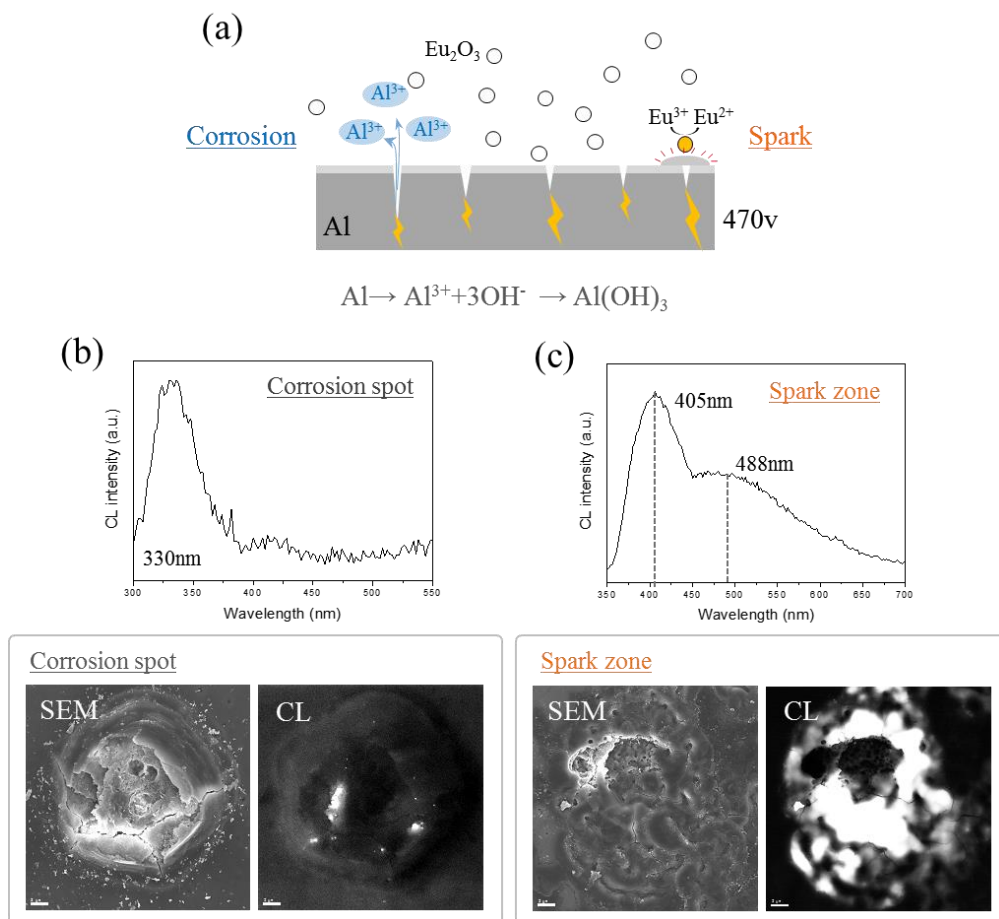 (a)
Eu₂O₃
Al³⁺
Al³⁺ Al³⁺
Corrosion
Eu³⁺ Eu²⁺
Spark
Al
470v
Al→ Al³⁺+3OH⁻ → Al(OH)₃
(b)
Corrosion spot
CL intensity (a.u.)
330nm
300 350 400 450 500 550
Wavelength (nm)
(c)
Spark zone
405nm
488nm
CL intensity (a.u.)
350 400 450 500 550 600 650 700
Wavelength (nm)
Corrosion spot
SEM
CL
Spark zone
SEM
CL